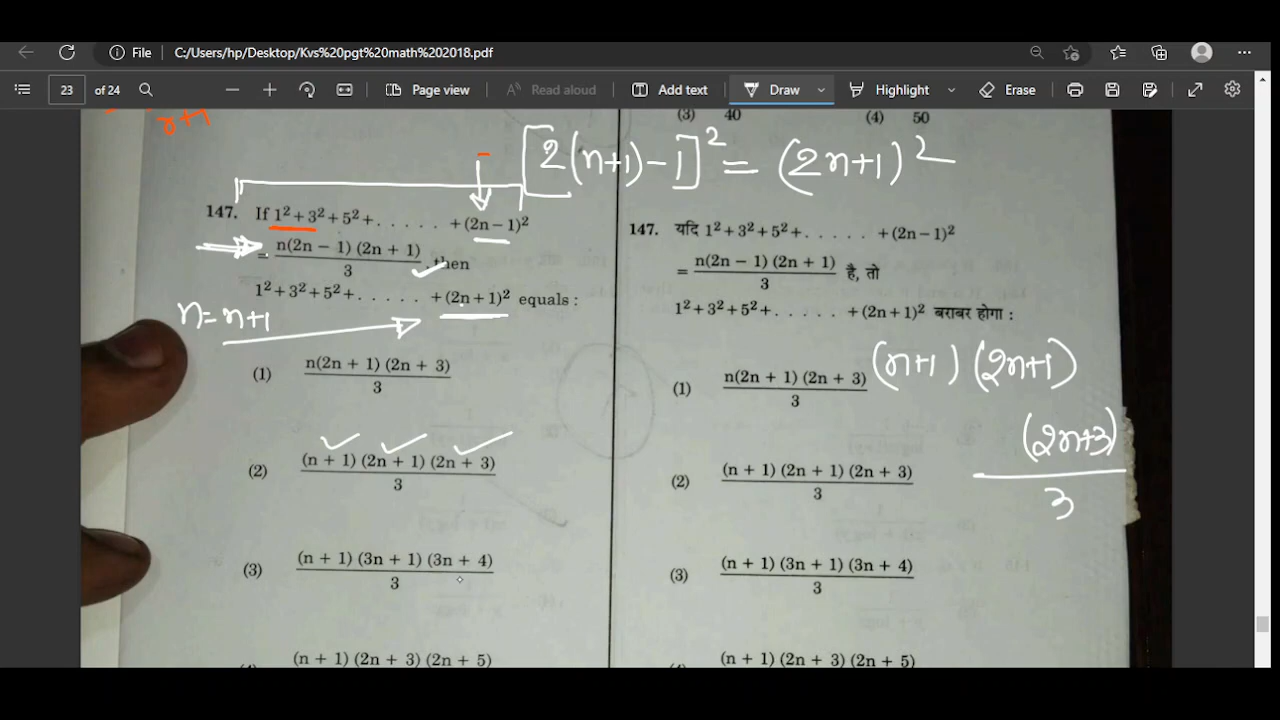 File C:/Users/hp/Desktop/Kvs%20pgt%20math%202018.pdf
23 of 24 Page view Read aloud Add text Draw Highlight Erase
n+1
(3) 40 (4) 50
[2(n+1)-1]² = (2n+1)²
147. If 1² + 3² + 5² + . . . . . . + (2n – 1)²
= n(2n – 1) (2n + 1) / 3 , then
1² + 3² + 5² + . . . . . . + (2n + 1)² equals :
n=n+1
(1) n(2n + 1) (2n + 3) / 3
(2) (n + 1) (2n + 1) (2n + 3) / 3
(3) (n + 1) (3n + 1) (3n + 4) / 3
(n + 1) (2n + 3) (2n + 5)
147. यदि 1² + 3² + 5² + . . . . . . + (2n – 1)²
= n(2n – 1) (2n + 1) / 3 है, तो
1² + 3² + 5² + . . . . . . + (2n + 1)² बराबर होगा :
(1) n(2n + 1) (2n + 3) / 3
(n+1) (2n+1)
(2n+3)
3
(2) (n + 1) (2n + 1) (2n + 3) / 3
(3) (n + 1) (3n + 1) (3n + 4) / 3
(n + 1) (2n + 3) (2n + 5)